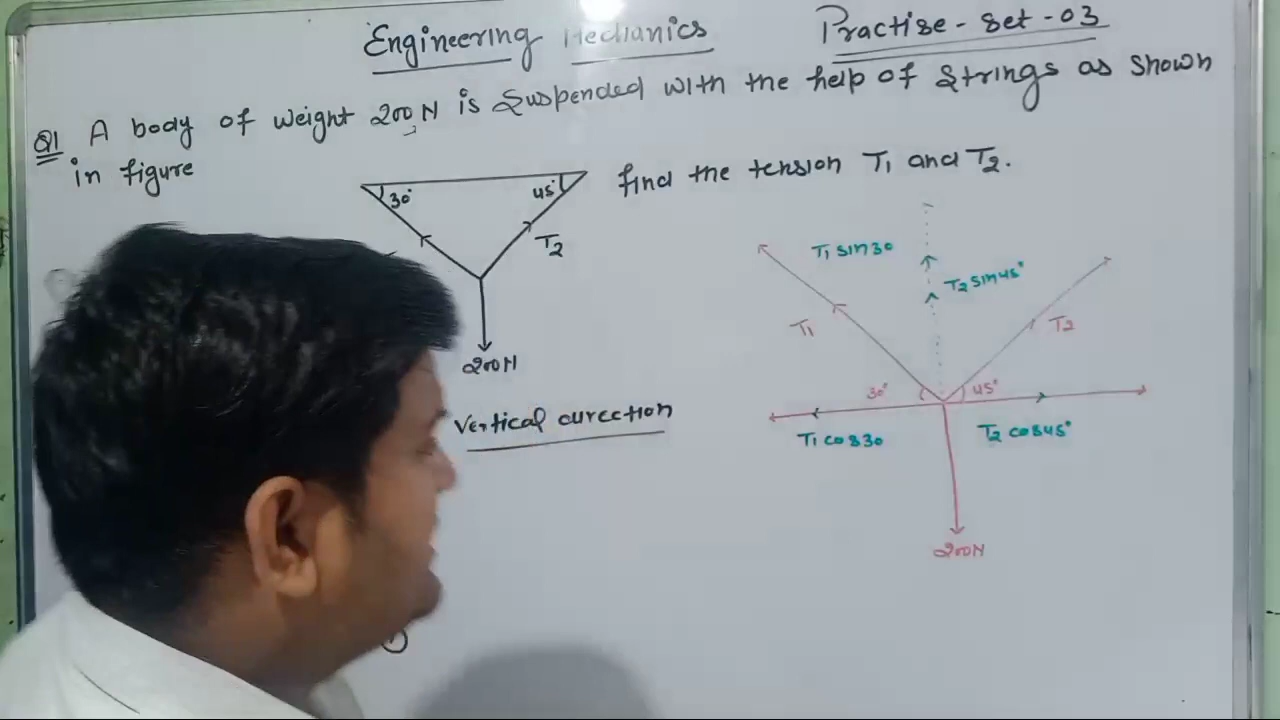 Engineering Mechanics
Practise - Set - 03
Q1 A body of weight 200 N is Suspended with the help of Strings as shown
in figure
find the tension T1 and T2.
30°
45°
T2
200N
Vertical direction
T1 sin30
T2 sin45°
T1
T2
30°
45°
T1 cos30
T2 cos45°
200N